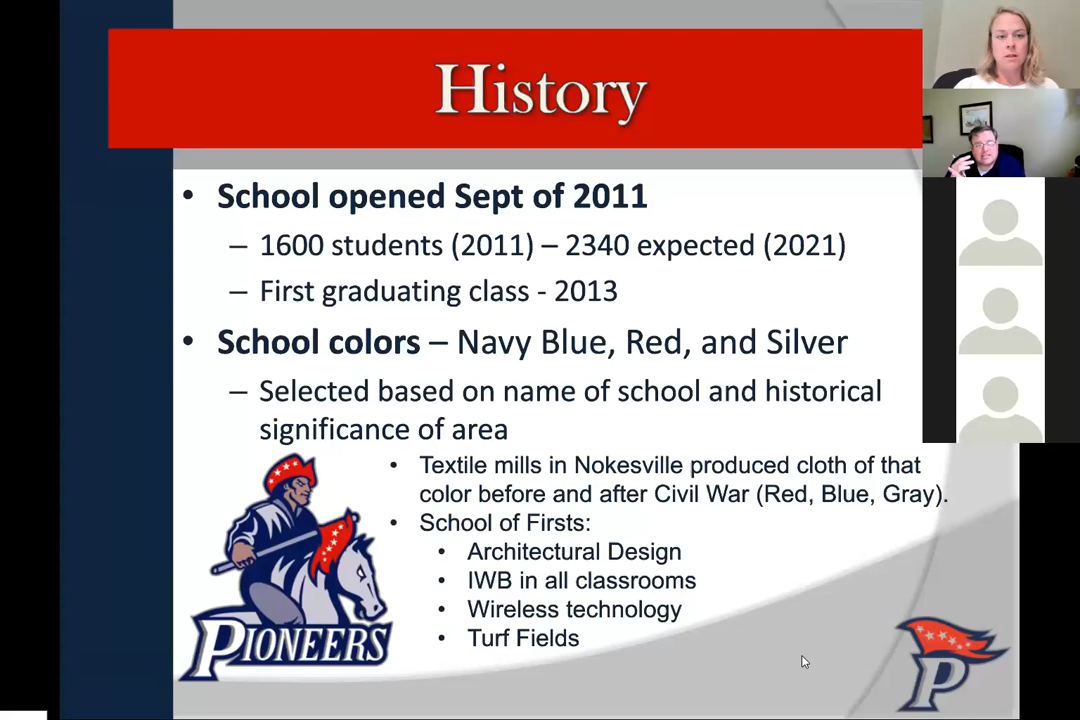 History
• School opened Sept of 2011
– 1600 students (2011) – 2340 expected (2021)
– First graduating class - 2013
• School colors – Navy Blue, Red, and Silver
– Selected based on name of school and historical
significance of area
• Textile mills in Nokesville produced cloth of that
color before and after Civil War (Red, Blue, Gray).
• School of Firsts:
• Architectural Design
• IWB in all classrooms
• Wireless technology
• Turf Fields
PIONEERS
P